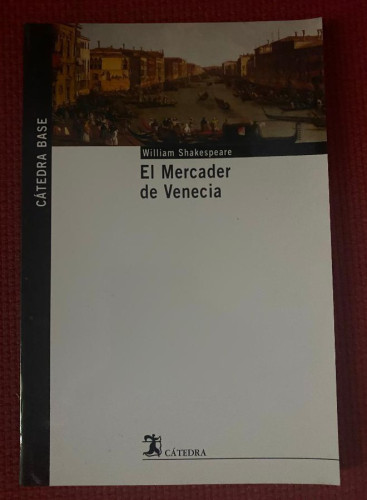 CÁTEDRA BASE
William Shakespeare
El Mercader
de Venecia
CÁTEDRA